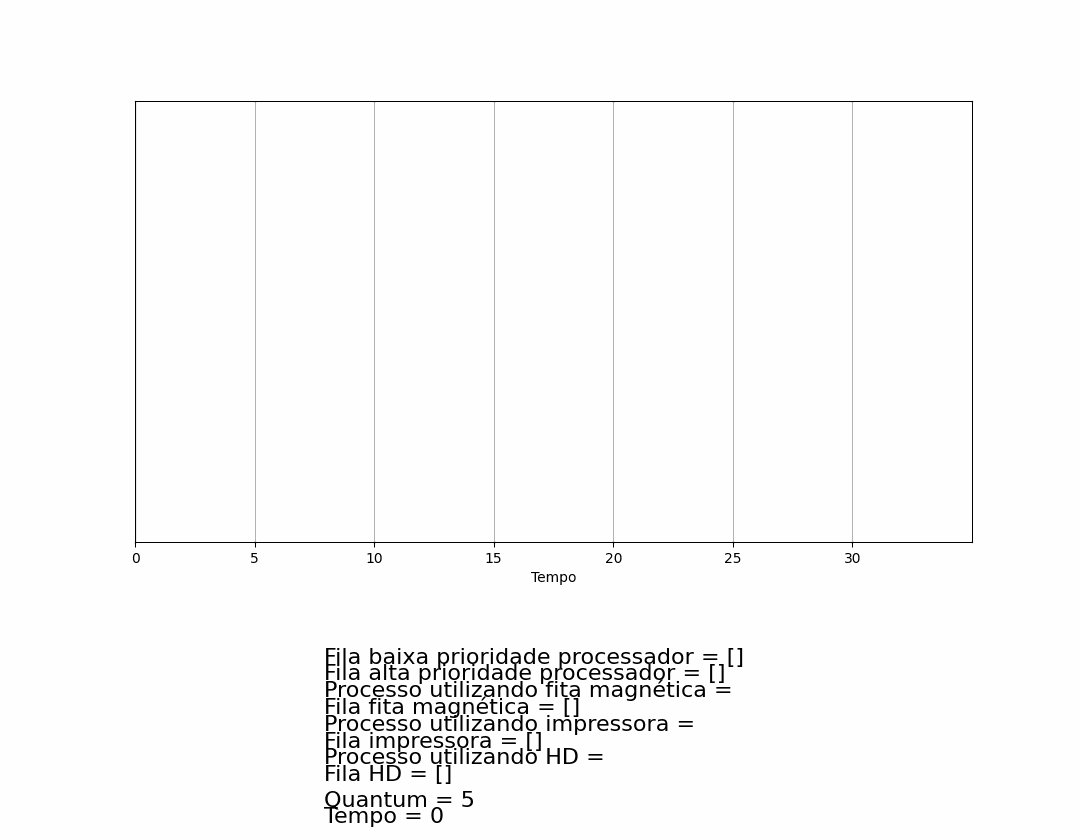 0 5 10 15 20 25 30
Tempo
Fila baixa prioridade processador = []
Fila alta prioridade processador = []
Processo utilizando fita magnética =
Fila fita magnética = []
Processo utilizando impressora =
Fila impressora = []
Processo utilizando HD =
Fila HD = []
Quantum = 5
Tempo = 0